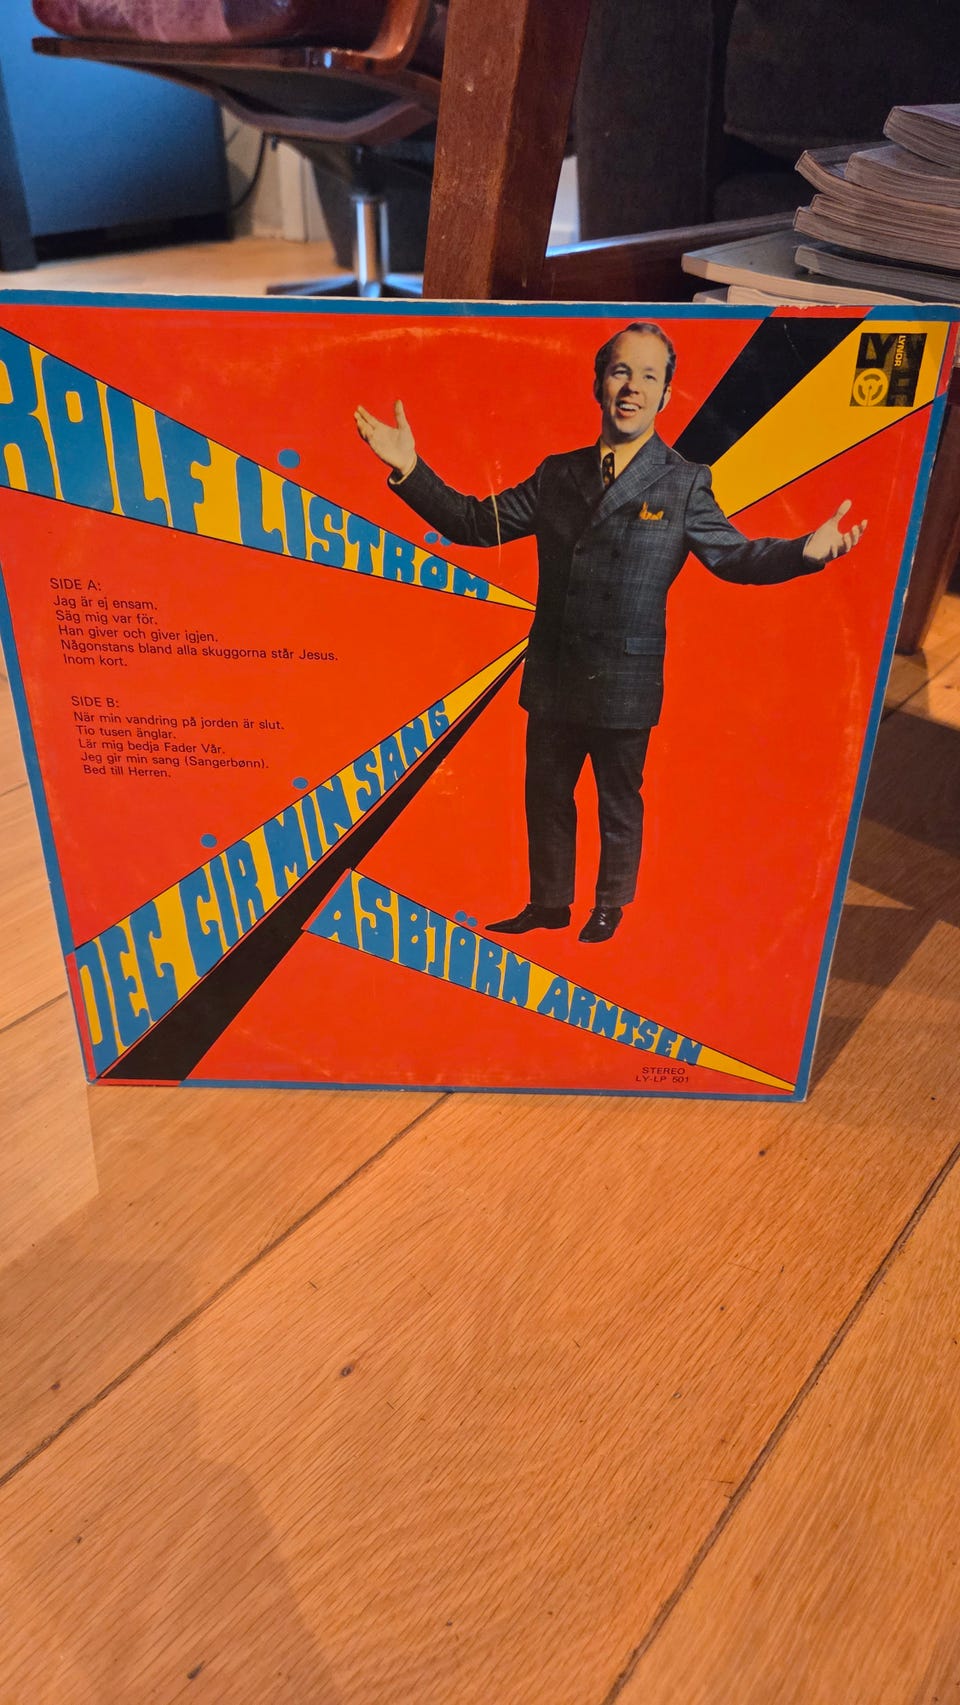 ROLF LISTRÖM
LY
LYNOR
SIDE A:
Jag är ej ensam.
Säg mig var för.
Han giver och giver igjen.
Någonstans bland alla skuggorna står Jesus.
Inom kort.
SIDE B:
När min vandring på jorden är slut.
Tio tusen änglar.
Lär mig bedja Fader Vår.
Jeg gir min sang (Sangerbønn).
Bed till Herren.
DEG GIR MIN SANG
ASBJÖRN ARNTSEN
STEREO
LY-LP 501